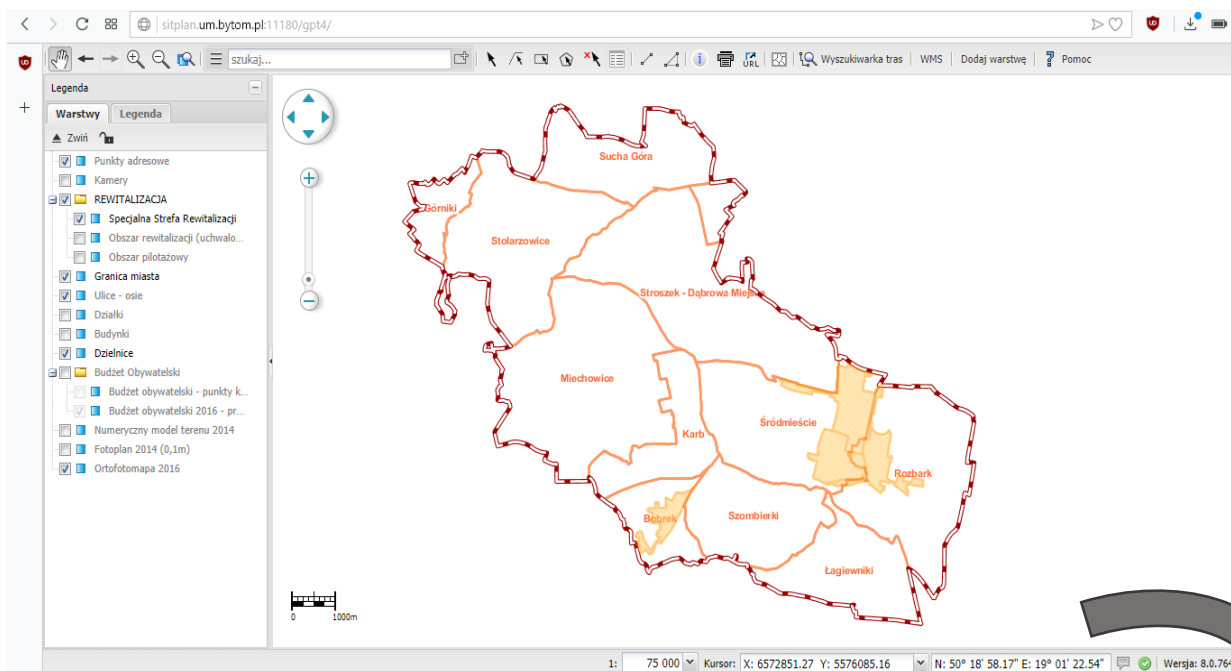 sitplan.um.bytom.pl:11180/gpt4/
szukaj...
URL
Wyszukiwarka tras
WMS
Dodaj warstwę
Pomoc
Legenda
Warstwy
Legenda
Zwiń
Punkty adresowe
Kamery
REWITALIZACJA
Specjalna Strefa Rewitalizacji
Obszar rewitalizacji (uchwalo...
Obszar pilotażowy
Granica miasta
Ulice - osie
Działki
Budynki
Dzielnice
Budżet Obywatelski
Budżet obywatelski - punkty k...
Budżet obywatelski 2016 - pr...
Numeryczny model terenu 2014
Fotoplan 2014 (0,1m)
Ortofotomapa 2016
Sucha Góra
Górniki
Stolarzowice
Stroszek - Dąbrowa Miejska
Miechowice
Śródmieście
Karb
Rozbark
Bobrek
Szombierki
Łagiewniki
0 1000m
1: 75 000 Kursor: X: 6572851.27 Y: 5576085.16 N: 50° 18' 58.17" E: 19° 01' 22.54" Wersja: 8.0.76